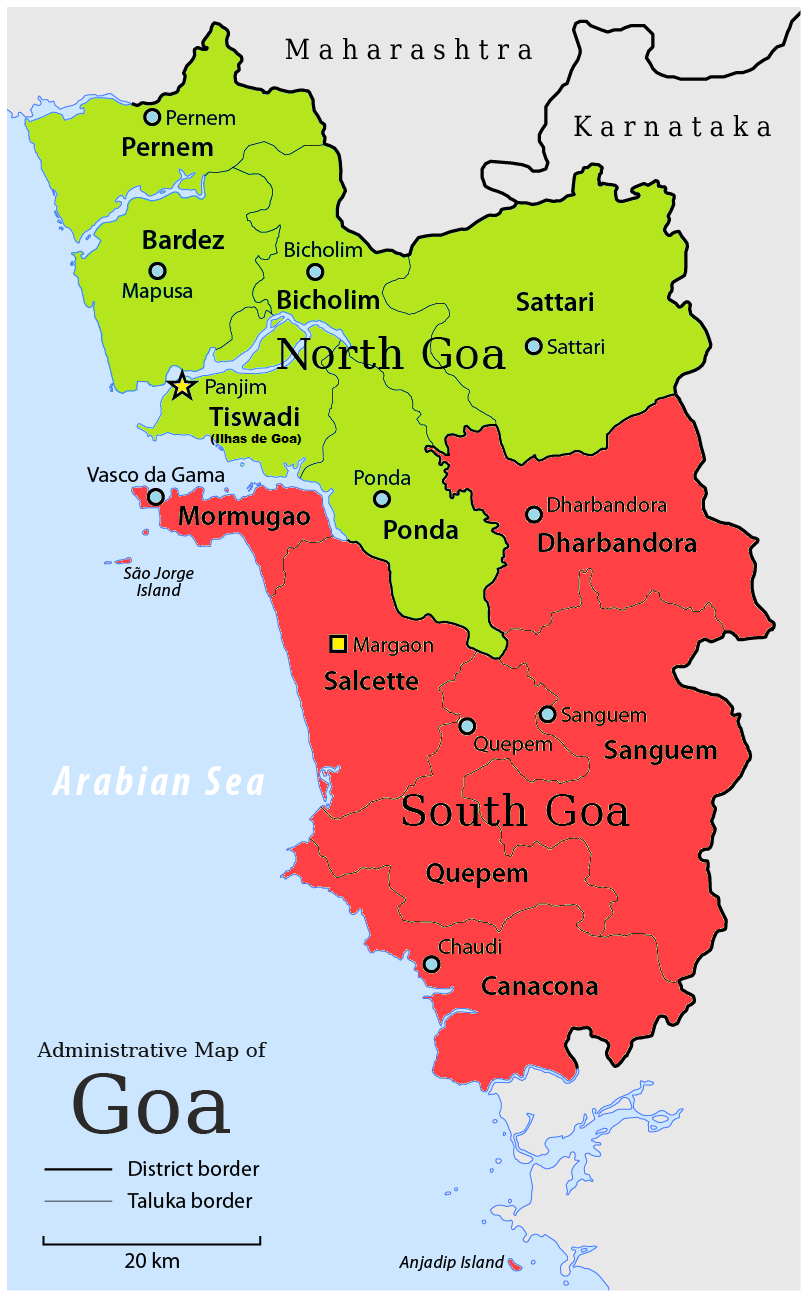 Maharashtra
Karnataka
Pernem
Pernem
Bardez
Mapusa
Bicholim
Bicholim
Sattari
Sattari
North Goa
Panjim
Tiswadi
(Ilhas de Goa)
Vasco da Gama
Mormugao
Ponda
Ponda
Dharbandora
Dharbandora
São Jorge
Island
Margaon
Salcette
Sanguem
Quepem
Sanguem
Arabian Sea
South Goa
Quepem
Chaudi
Canacona
Administrative Map of
Goa
District border
Taluka border
20 km
Anjadip Island